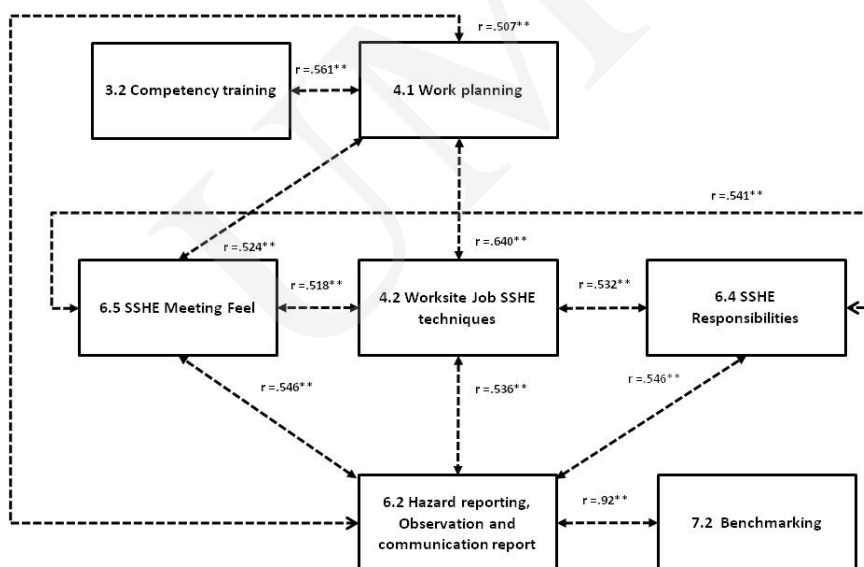 r =.507**
r =.561**
3.2 Competency training
4.1 Work planning
r =.541**
r =.524**
r =.640**
r =.518**
r =.532**
6.5 SSHE Meeting Feel
4.2 Worksite Job SSHE
techniques
6.4 SSHE
Responsibilities
r =.546**
r =.536**
r =.546**
6.2 Hazard reporting,
Observation and
communication report
r =.92**
7.2 Benchmarking
UM